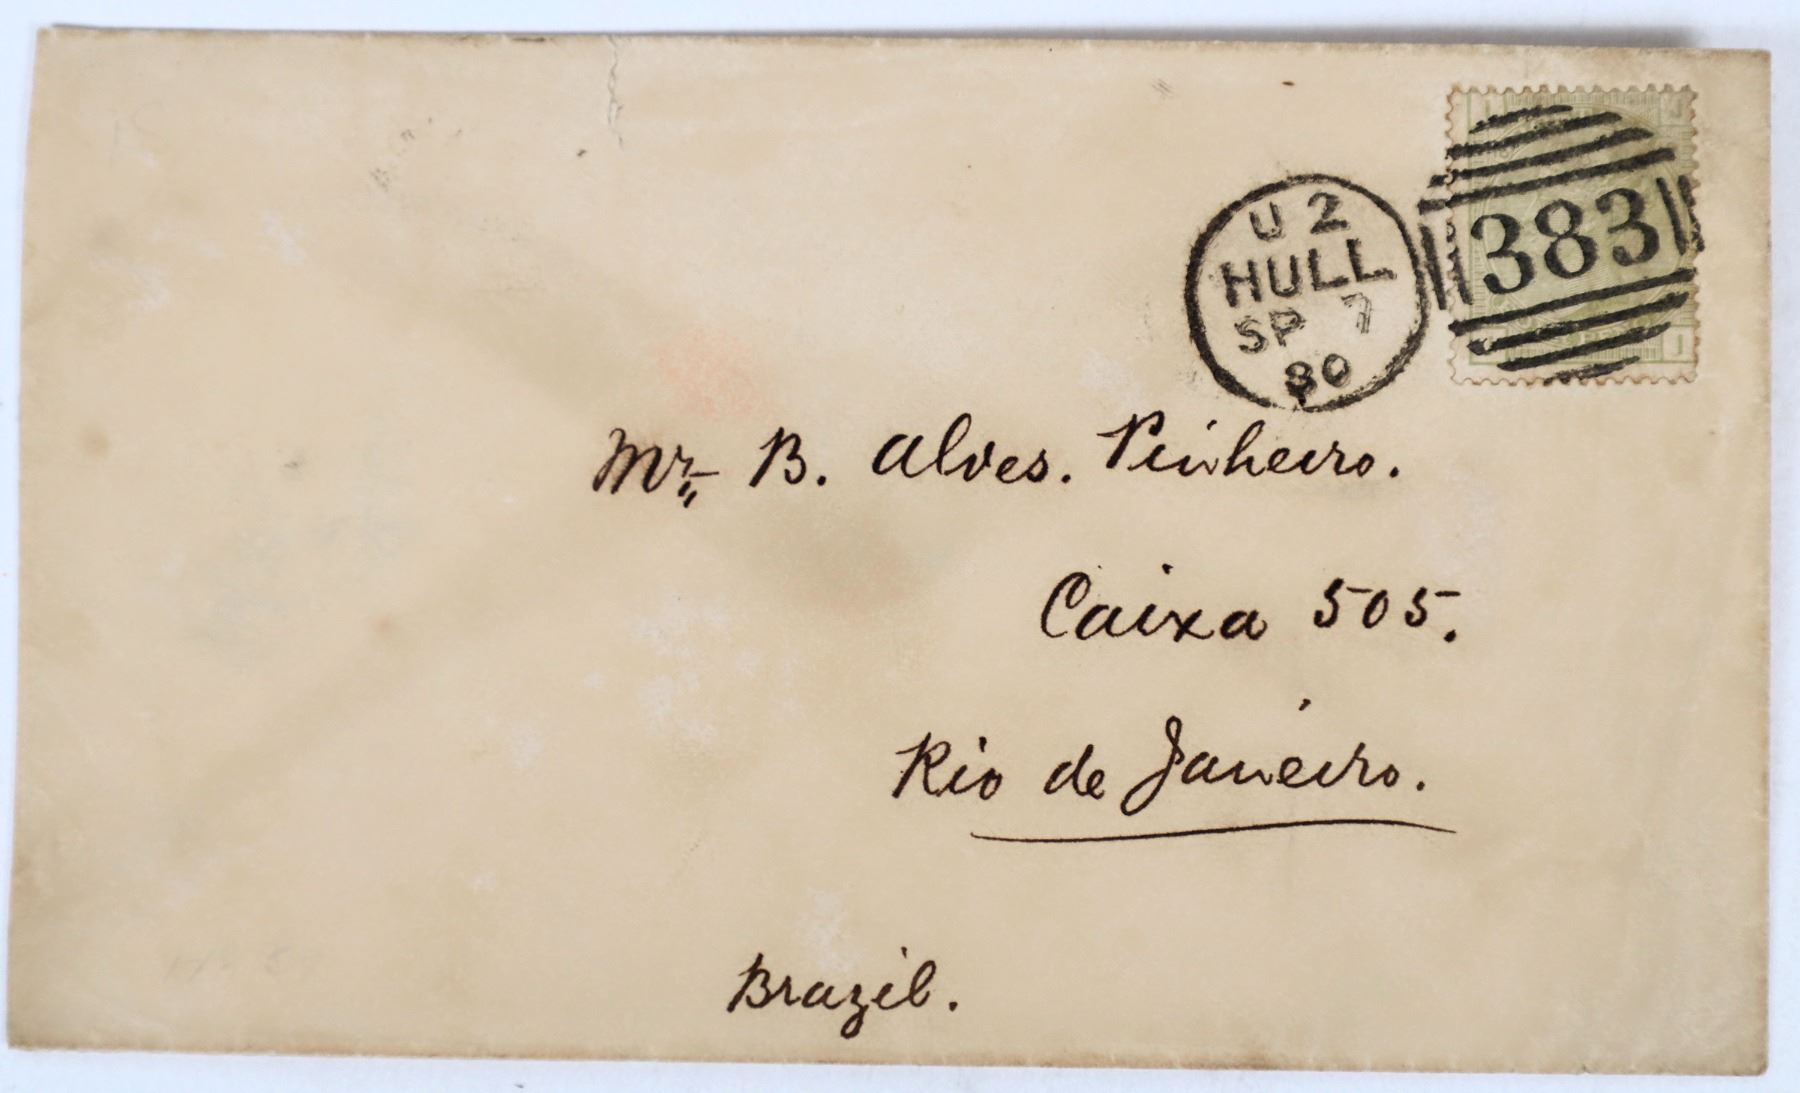 U 2
HULL
SP 7
80
383
Mr. B. Alves. Pinheiro.
Caixa 505.
Rio de Janeiro.
Brazil.